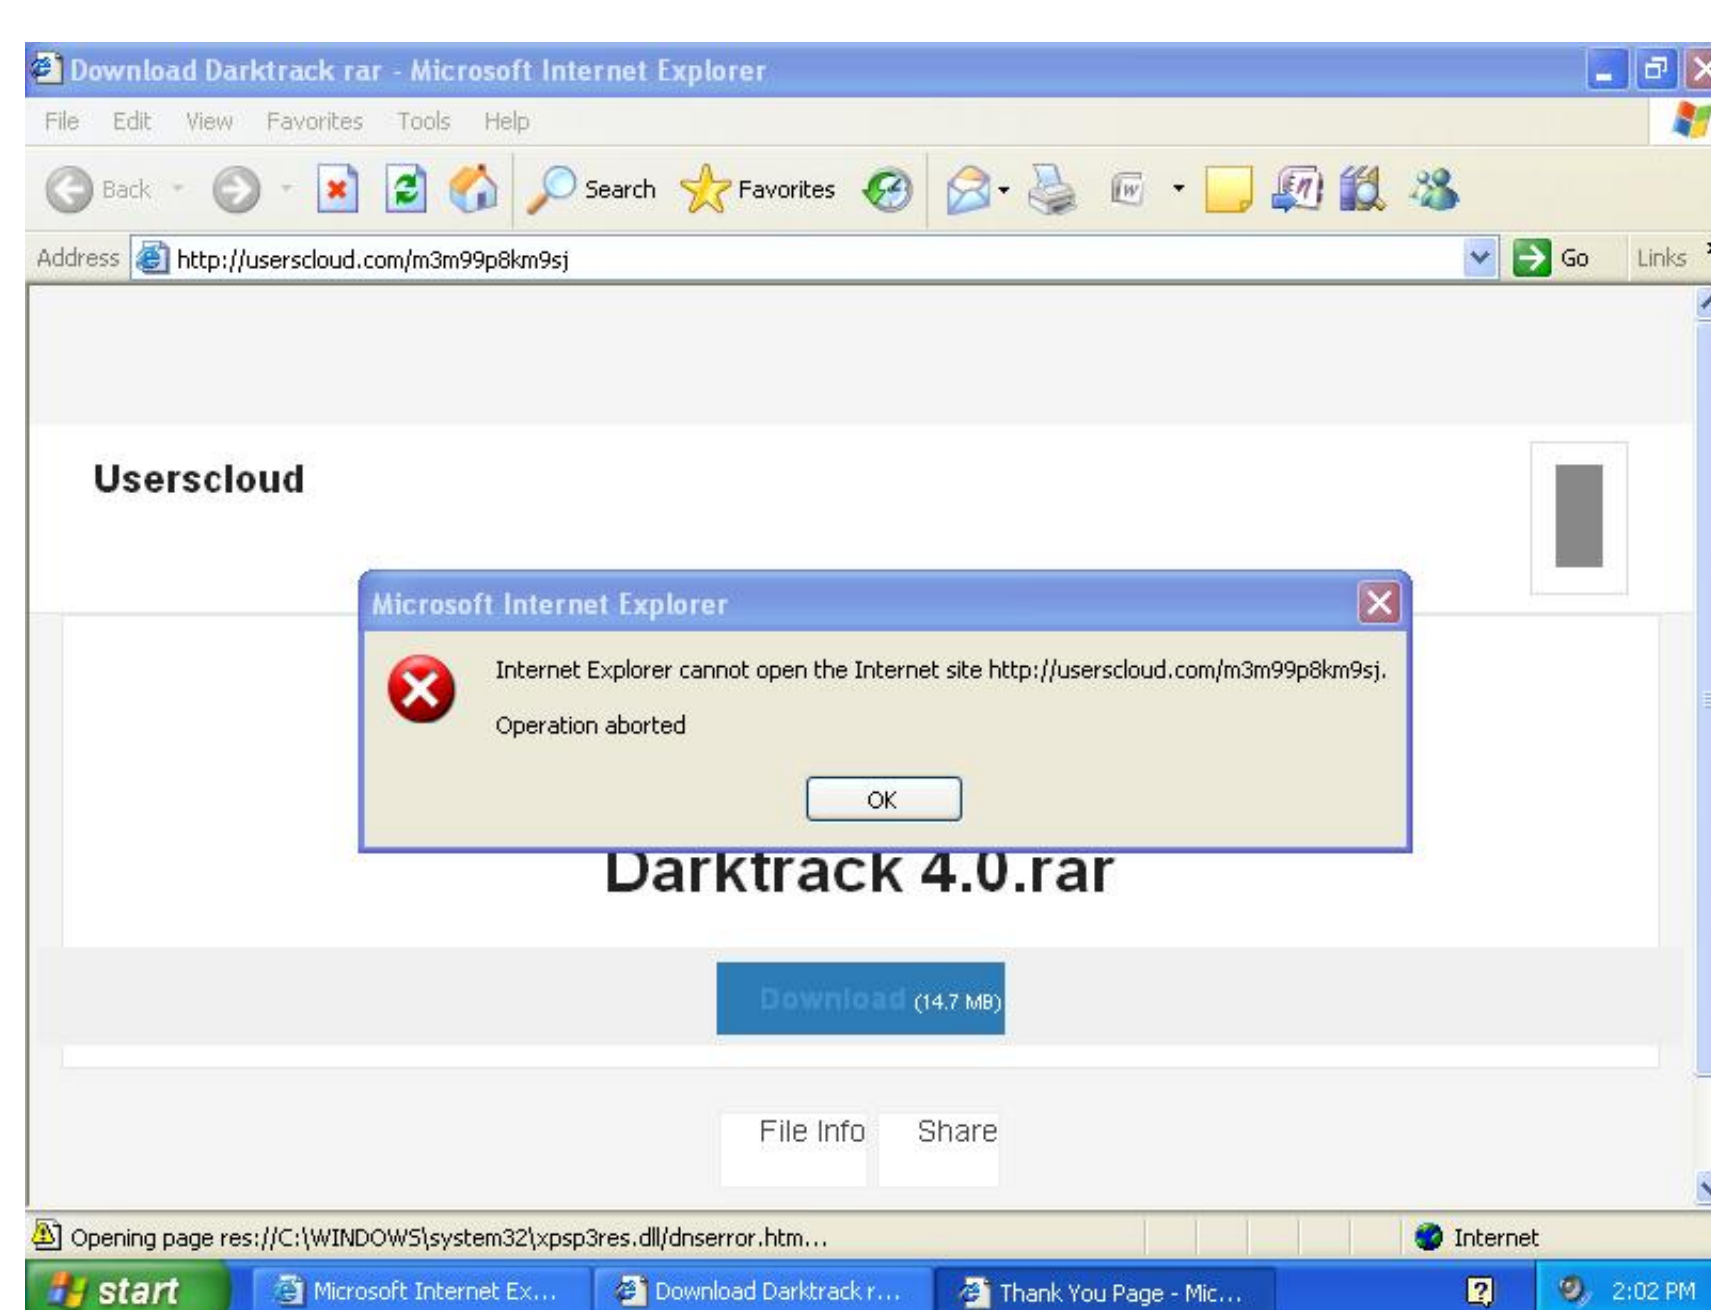 Download Darktrack rar - Microsoft Internet Explorer
File Edit View Favorites Tools Help
Back Search Favorites
Address http://userscloud.com/m3m99p8km9sj Go Links
Userscloud
Microsoft Internet Explorer
Internet Explorer cannot open the Internet site http://userscloud.com/m3m99p8km9sj.
Operation aborted
OK
Darktrack 4.0.rar
Download (14.7 MB)
File Info Share
Opening page res://C:\WINDOWS\system32\xpsp3res.dll/dnserror.htm... Internet
start Microsoft Internet Ex... Download Darktrack r... Thank You Page - Mic... 2:02 PM